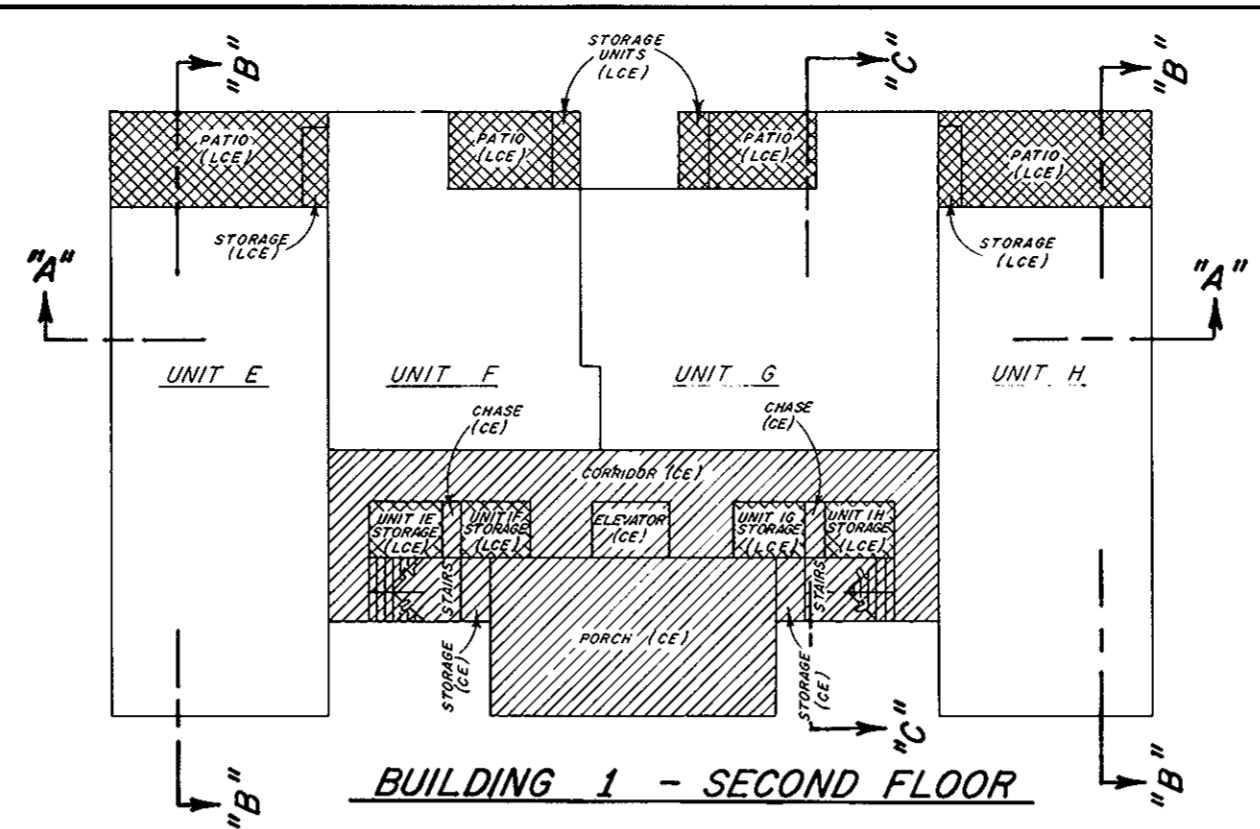 "B"
STORAGE
UNITS
(LCE)
"C"
"B"
PATIO
(LCE)
PATIO
(LCE)
PATIO
(LCE)
PATIO
(LCE)
STORAGE
(LCE)
STORAGE
(LCE)
"A"
"A"
UNIT E
UNIT F
UNIT G
UNIT H
CHASE
(CE)
CHASE
(CE)
CORRIDOR (CE)
UNIT 1E
STORAGE
(LCE)
UNIT 1F
STORAGE
(LCE)
ELEVATOR
(CE)
UNIT 1G
STORAGE
(LCE)
UNIT 1H
STORAGE
(LCE)
STAIRS
STAIRS
STORAGE
(CE)
PORCH (CE)
STORAGE
(CE)
"B"
"C"
"B"
BUILDING 1 - SECOND FLOOR